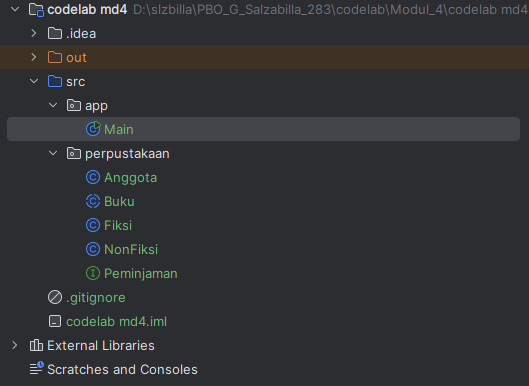 codelab md4 D:\slzbilla\PBO_G_Salzabilla_283\codelab\Modul_4\codelab md4
.idea
out
src
app
Main
perpustakaan
Anggota
Buku
Fiksi
NonFiksi
Peminjaman
.gitignore
codelab md4.iml
External Libraries
Scratches and Consoles